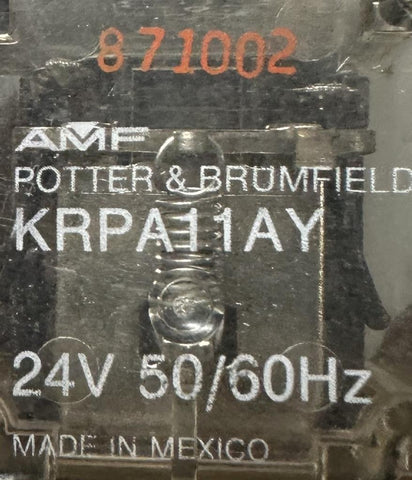 871002
AMF
POTTER & BRUMFIELD
KRPA11AY
24V 50/60Hz
MADE IN MEXICO